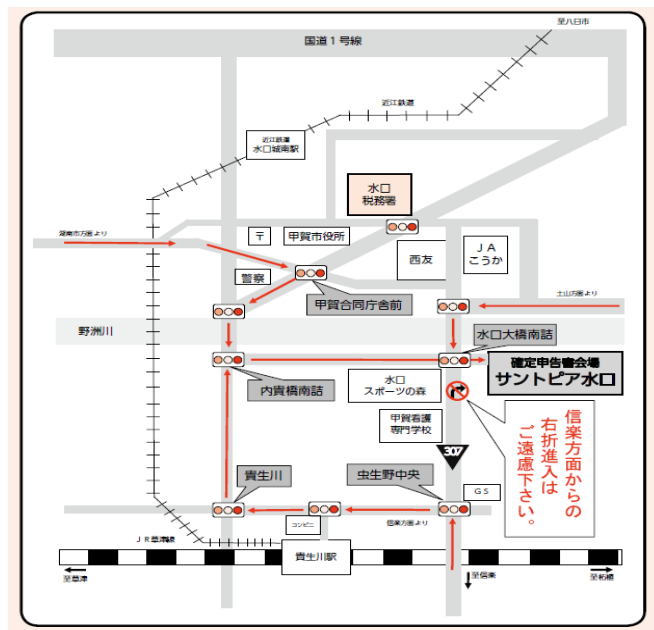 至八日市
国道1号線
近江鉄道
近江鉄道
水口城南駅
水口
税務署
湖南市方面より
〒
甲賀市役所
西友
JA
こうか
警察
甲賀合同庁舎前
土山方面より
野洲川
水口大橋南詰
確定申告書会場
サントピア水口
内貴橋南詰
水口
スポーツの森
甲賀看護
専門学校
信楽方面からの
右折進入は
ご遠慮下さい。
307
貴生川
虫生野中央
GS
コンビニ
信楽方面より
JR草津線
貴生川駅
至草津
至信楽
至柘植